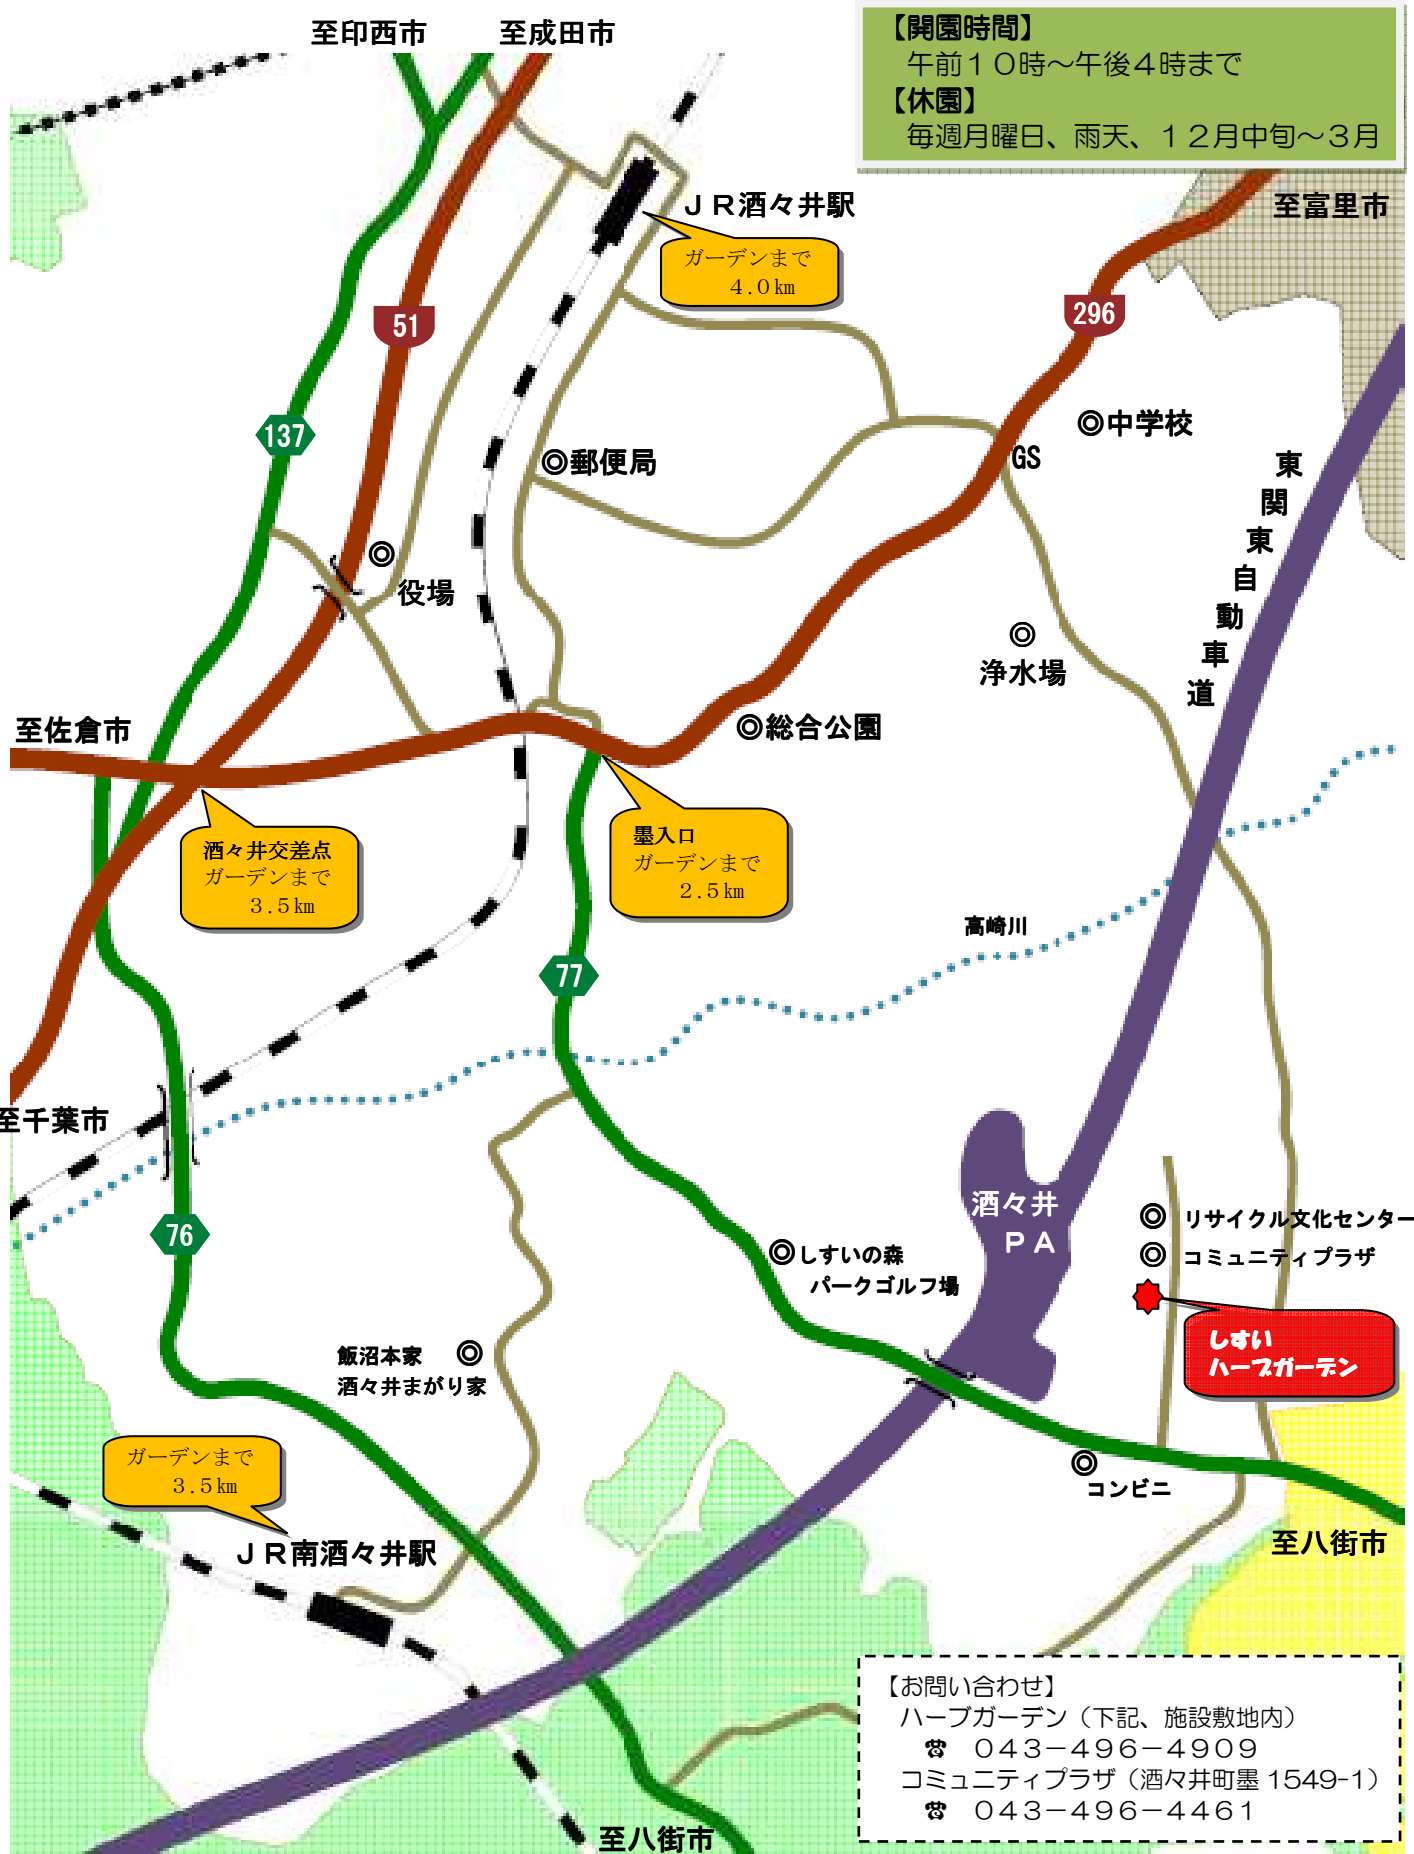 【開園時間】
午前１０時～午後４時まで
【休園】
毎週月曜日、雨天、１２月中旬～３月
至印西市
至成田市
ＪＲ酒々井駅
ガーデンまで
４.０㎞
至富里市
296
51
137
◎中学校
GS
◎郵便局
東関東自動車道
◎
役場
◎
浄水場
至佐倉市
◎総合公園
酒々井交差点
ガーデンまで
３.５㎞
墨入口
ガーデンまで
２.５㎞
高崎川
77
至千葉市
酒々井
ＰＡ
◎ リサイクル文化センター
◎ コミュニティプラザ
76
◎しすいの森
パークゴルフ場
しすい
ハーブガーデン
飯沼本家 ◎
酒々井まがり家
ガーデンまで
３.５㎞
◎
コンビニ
ＪＲ南酒々井駅
至八街市
【お問い合わせ】
ハーブガーデン（下記、施設敷地内）
☎ ０４３－４９６－４９０９
コミュニティプラザ（酒々井町墨 1549-1）
☎ ０４３－４９６－４４６１
至八街市